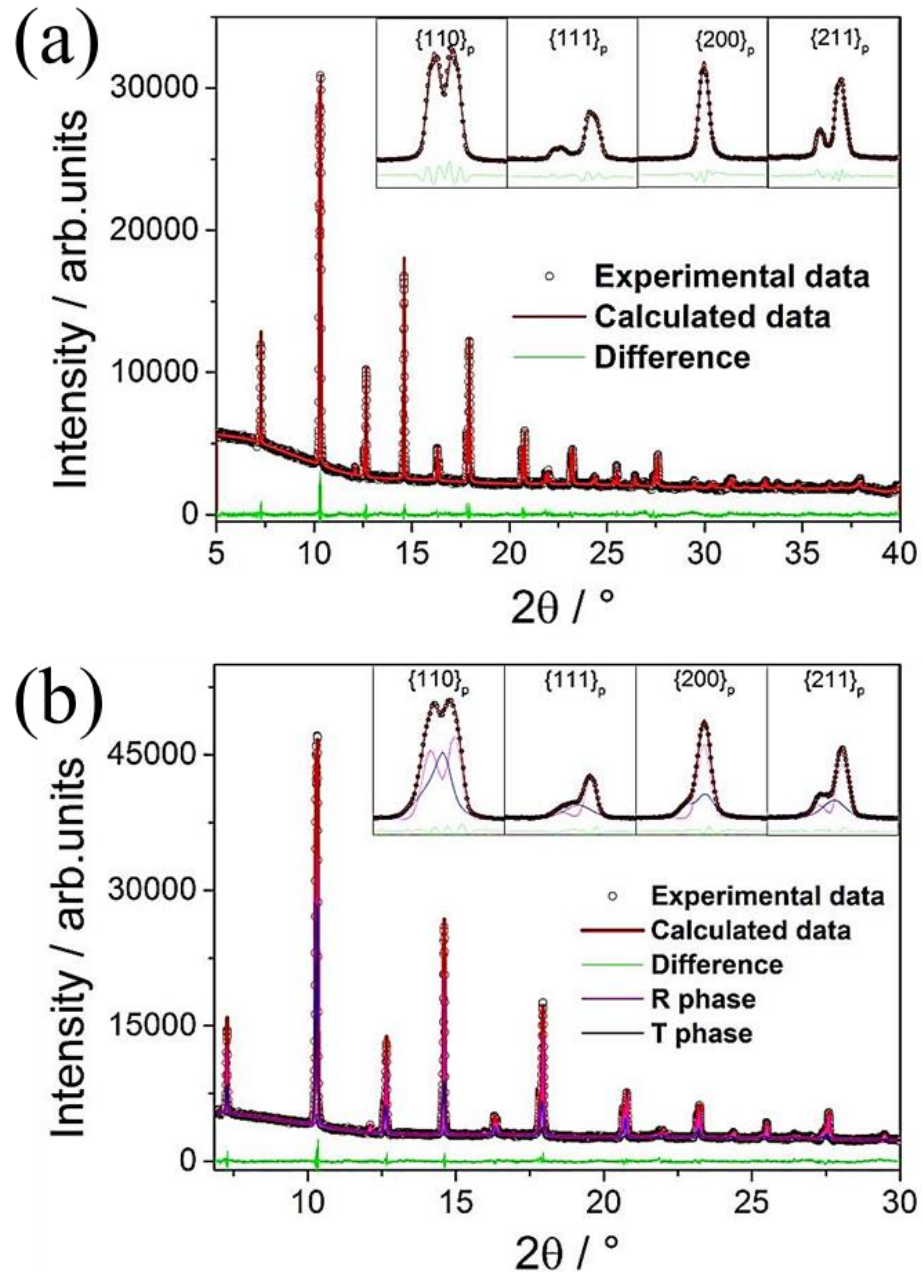 (a)
{110}p
{111}p
{200}p
{211}p
30000
20000
10000
0
Intensity / arb.units
Experimental data
Calculated data
Difference
5
10
15
20
25
30
35
40
2θ / °
(b)
{110}p
{111}p
{200}p
{211}p
45000
30000
15000
0
Intensity / arb.units
Experimental data
Calculated data
Difference
R phase
T phase
10
15
20
25
30
2θ / °